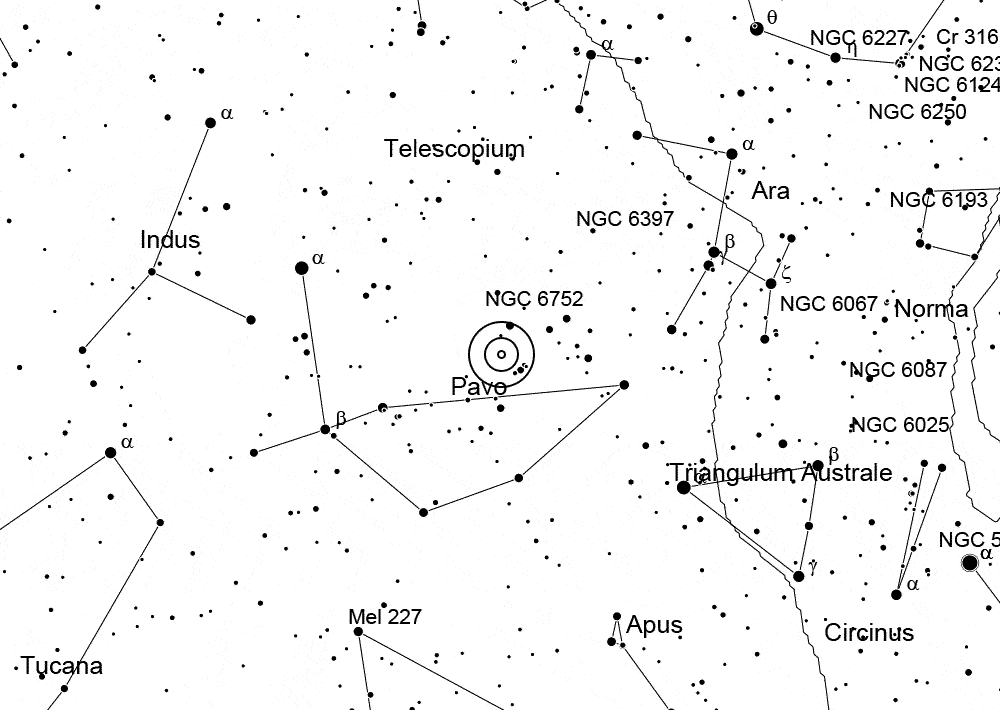 θ
NGC 6227
η
Cr 316
α
NGC 623
NGC 6124
NGC 6250
α
Telescopium
α
Ara
NGC 6193
NGC 6397
Indus
β
γ
α
ζ
NGC 6752
NGC 6067
Norma
NGC 6087
Pavo
β
NGC 6025
α
β
Triangulum Australe
α
NGC 5
α
γ
α
Mel 227
Apus
Circinus
Tucana